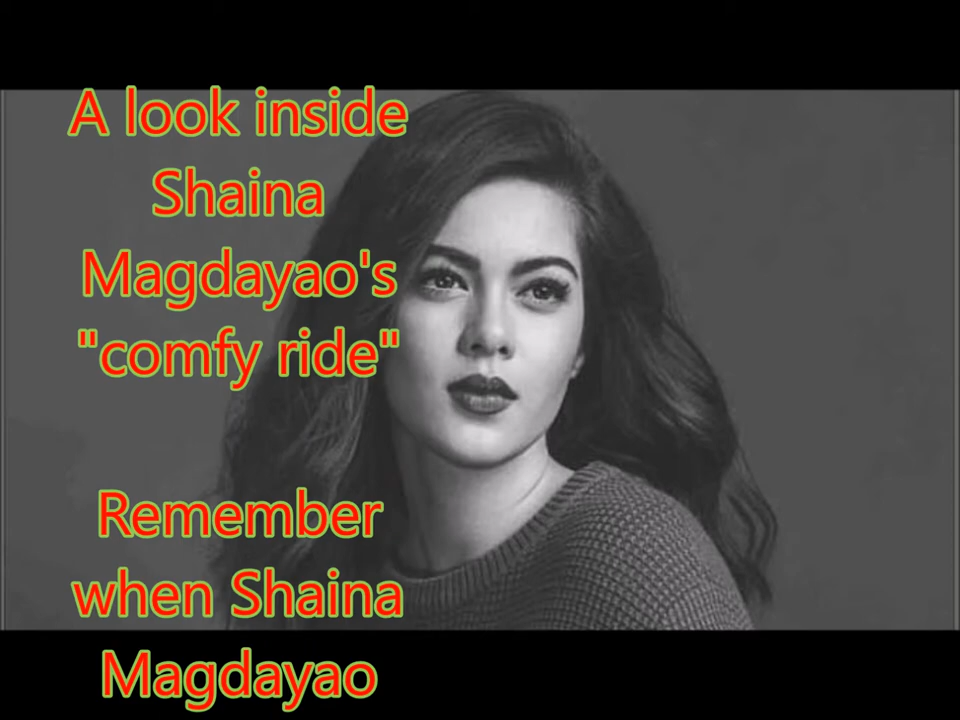 A look inside
Shaina
Magdayao's
"comfy ride"
Remember
when Shaina
Magdayao